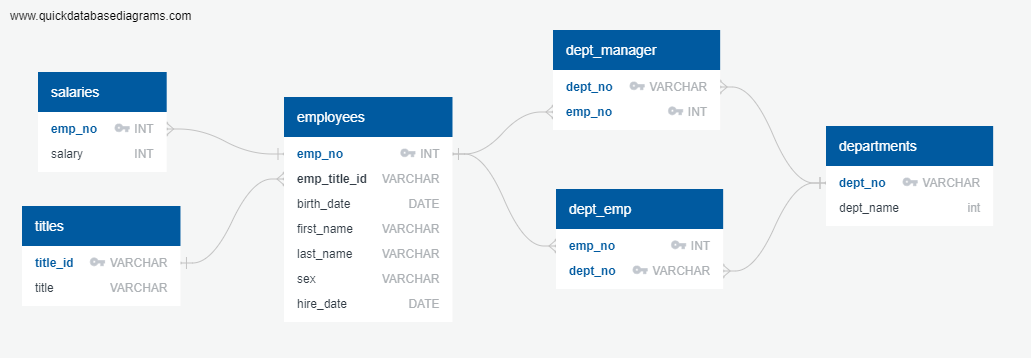 www.quickdatabasediagrams.com
salaries
emp_no INT
salary INT
titles
title_id VARCHAR
title VARCHAR
employees
emp_no INT
emp_title_id VARCHAR
birth_date DATE
first_name VARCHAR
last_name VARCHAR
sex VARCHAR
hire_date DATE
dept_manager
dept_no VARCHAR
emp_no INT
dept_emp
emp_no INT
dept_no VARCHAR
departments
dept_no VARCHAR
dept_name int